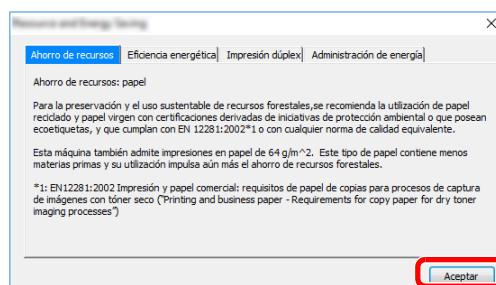 Resource and Energy Saving
Ahorro de recursos Eficiencia energética Impresión dúplex Administración de energía
Ahorro de recursos: papel
Para la preservación y el uso sustentable de recursos forestales,se recomienda la utilización de papel
reciclado y papel virgen con certificaciones derivadas de iniciativas de protección ambiental o que posean
ecoetiquetas, y que cumplan con EN 12281:2002*1 o con cualquier norma de calidad equivalente.
Esta máquina también admite impresiones en papel de 64 g/m^2. Este tipo de papel contiene menos
materias primas y su utilización impulsa aún más el ahorro de recursos forestales.
*1: EN12281:2002 Impresión y papel comercial: requisitos de papel de copias para procesos de captura
de imágenes con tóner seco ("Printing and business paper - Requirements for copy paper for dry toner
imaging processes")
Aceptar